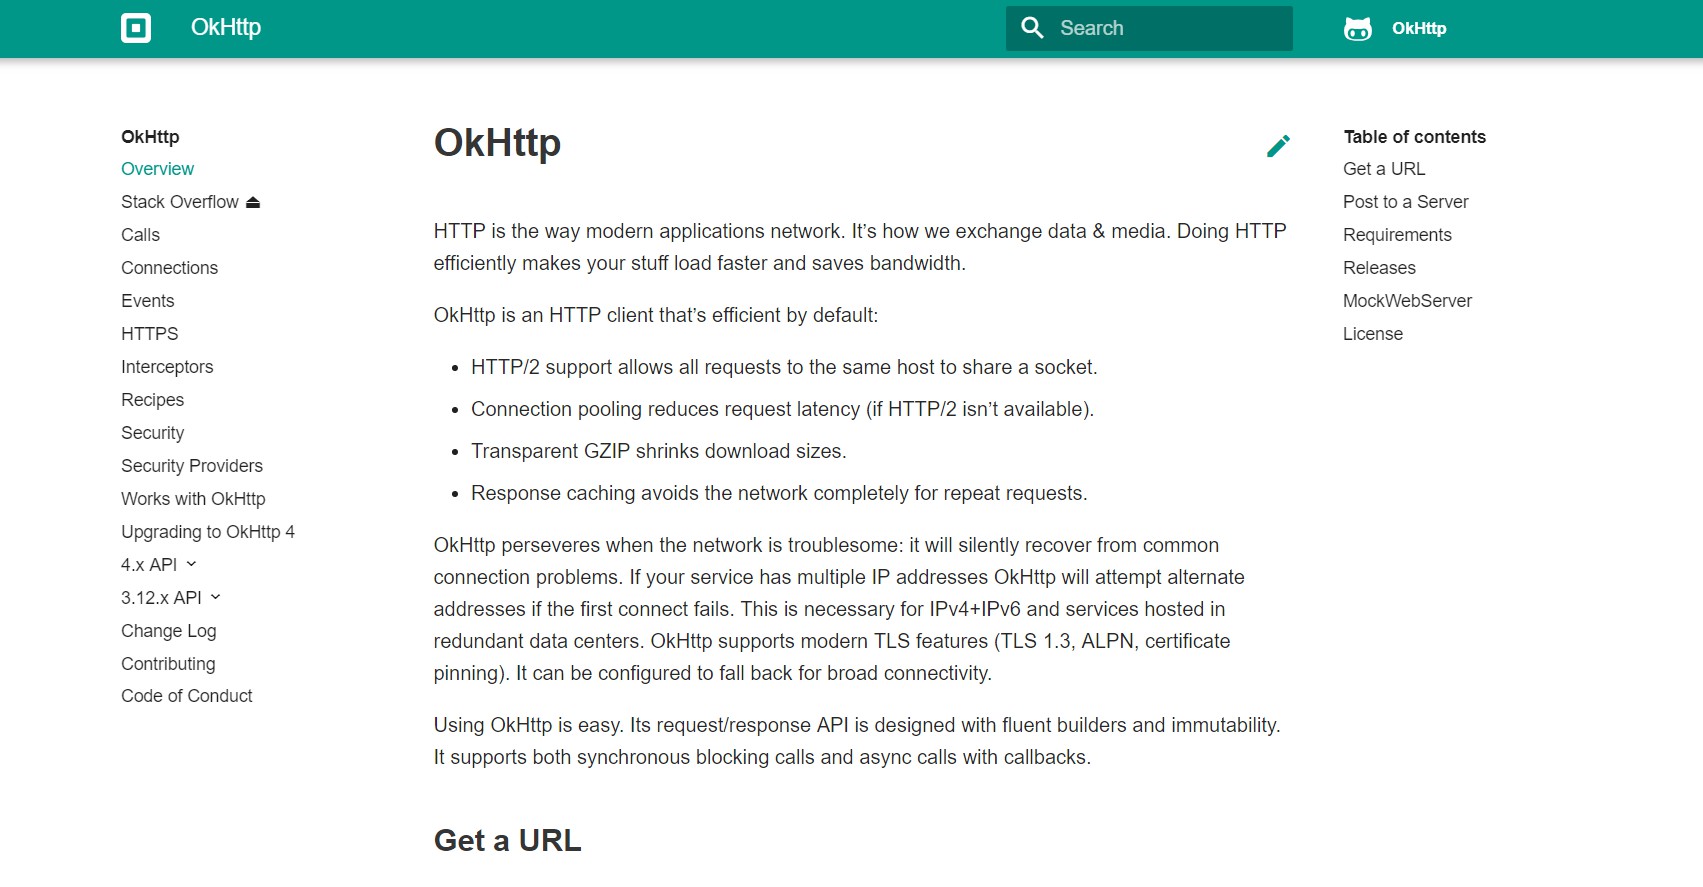 OkHttp
Search
OkHttp
OkHttp
Overview
Stack Overflow ⏏
Calls
Connections
Events
HTTPS
Interceptors
Recipes
Security
Security Providers
Works with OkHttp
Upgrading to OkHttp 4
4.x API
3.12.x API
Change Log
Contributing
Code of Conduct
OkHttp
HTTP is the way modern applications network. It’s how we exchange data & media. Doing HTTP
efficiently makes your stuff load faster and saves bandwidth.
OkHttp is an HTTP client that’s efficient by default:
• HTTP/2 support allows all requests to the same host to share a socket.
• Connection pooling reduces request latency (if HTTP/2 isn’t available).
• Transparent GZIP shrinks download sizes.
• Response caching avoids the network completely for repeat requests.
OkHttp perseveres when the network is troublesome: it will silently recover from common
connection problems. If your service has multiple IP addresses OkHttp will attempt alternate
addresses if the first connect fails. This is necessary for IPv4+IPv6 and services hosted in
redundant data centers. OkHttp supports modern TLS features (TLS 1.3, ALPN, certificate
pinning). It can be configured to fall back for broad connectivity.
Using OkHttp is easy. Its request/response API is designed with fluent builders and immutability.
It supports both synchronous blocking calls and async calls with callbacks.
Get a URL
Table of contents
Get a URL
Post to a Server
Requirements
Releases
MockWebServer
License